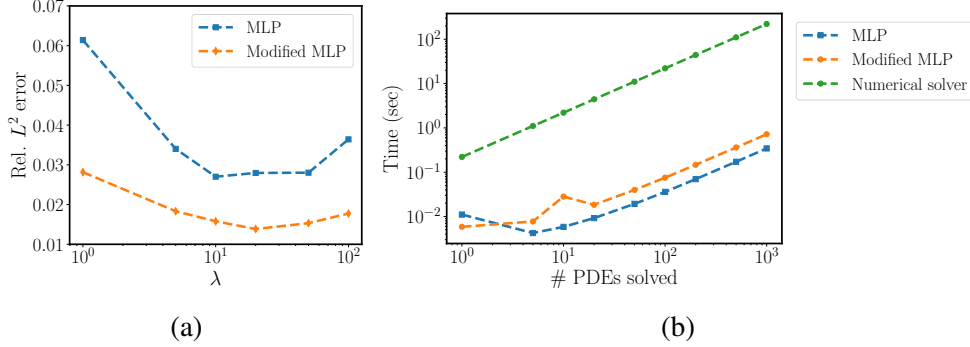 0.07
0.06
0.05
0.04
0.03
0.02
0.01
Rel. L² error
10⁰
10¹
10²
λ
MLP
Modified MLP
(a)
10²
10¹
10⁰
10⁻¹
10⁻²
Time (sec)
10⁰
10¹
10²
10³
# PDEs solved
MLP
Modified MLP
Numerical solver
(b)